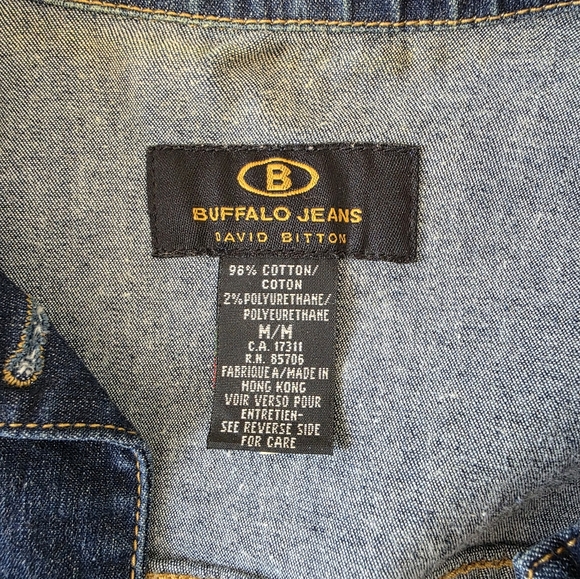 B
BUFFALO JEANS
DAVID BITTON
98% COTTON/
COTON
2% POLYURETHANE/
POLYEURETHANE
M/M
C.A. 17311
R.N. 85706
FABRIQUE A/MADE IN
HONG KONG
VOIR VERSO POUR
ENTRETIEN-
SEE REVERSE SIDE
FOR CARE